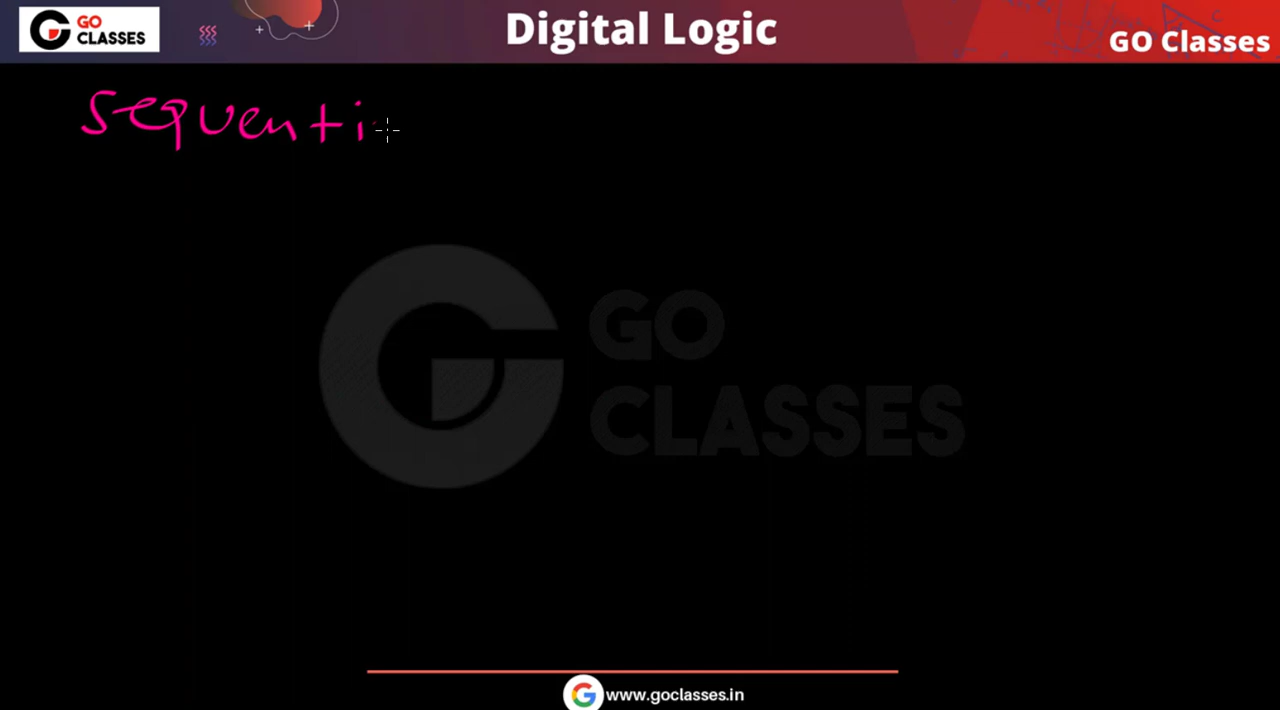 GO
CLASSES
Digital Logic
GO Classes
Sequenti
GO
CLASSES
www.goclasses.in